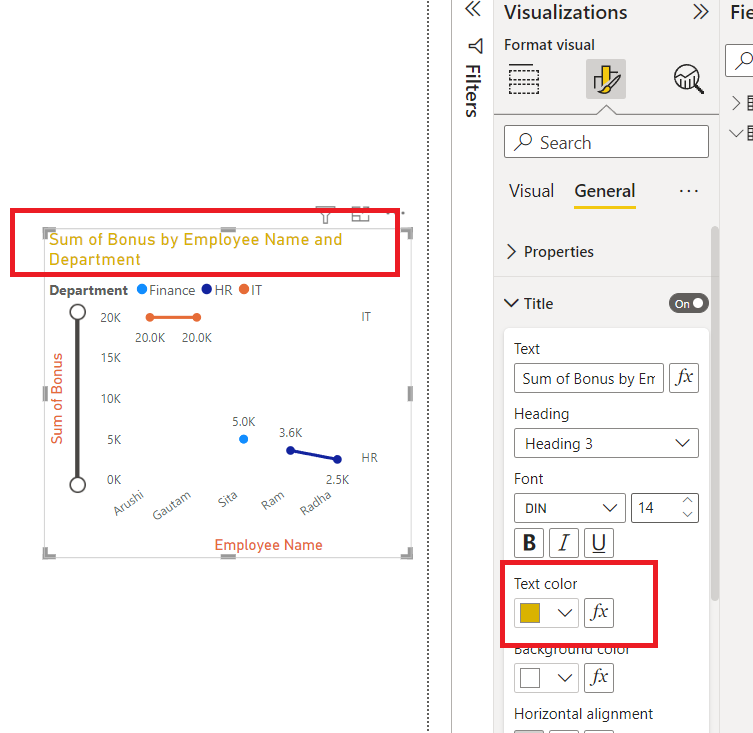 Visualizations
Fie
Format visual
Filters
Search
Visual General ...
Properties
Title On
Text
Sum of Bonus by Em fx
Heading
Heading 3
Font
DIN 14
B I U
Text color
fx
Background color
fx
Horizontal alignment
Sum of Bonus by Employee Name and
Department
Department Finance HR IT
Sum of Bonus
20K
15K
10K
5K
0K
20.0K 20.0K
5.0K
3.6K
2.5K
IT
HR
Arushi Gautam Sita Ram Radha
Employee Name